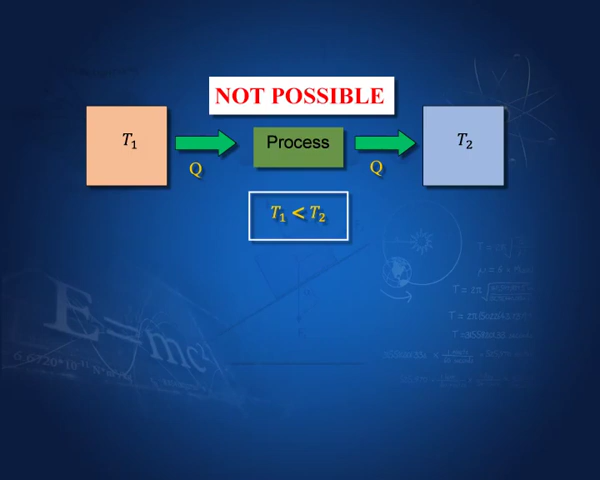 NOT POSSIBLE
T₁
Process
T₂
Q
Q
T₁ < T₂
E=mc²